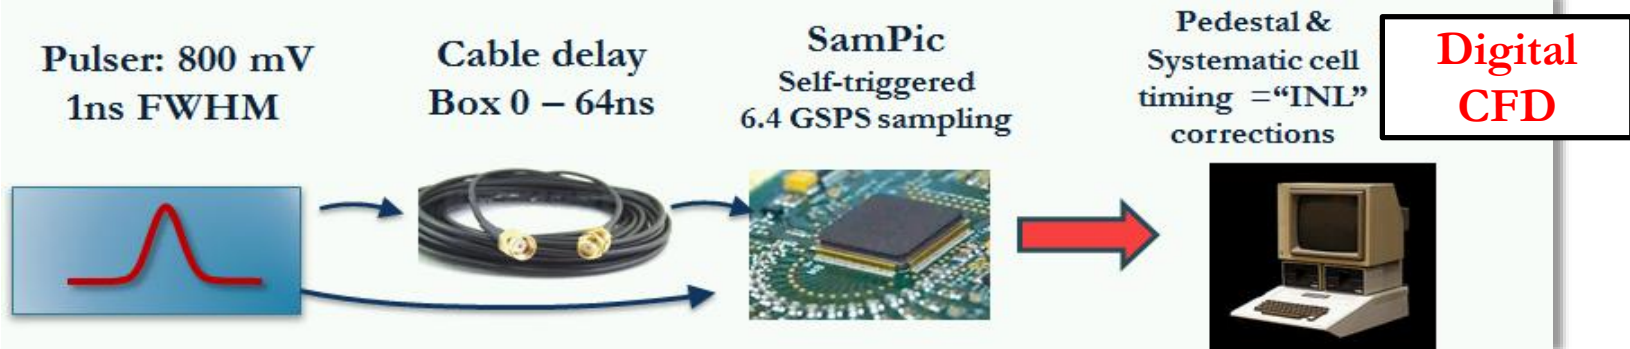 Pulser: 800 mV
1ns FWHM
Cable delay
Box 0 – 64ns
SamPic
Self-triggered
6.4 GSPS sampling
Pedestal &
Systematic cell
timing =“INL”
corrections
Digital
CFD